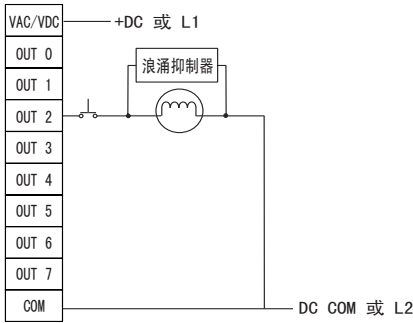 VAC/VDC
+DC 或 L1
OUT 0
浪涌抑制器
OUT 1
OUT 2
OUT 3
OUT 4
OUT 5
OUT 6
OUT 7
COM
DC COM 或 L2